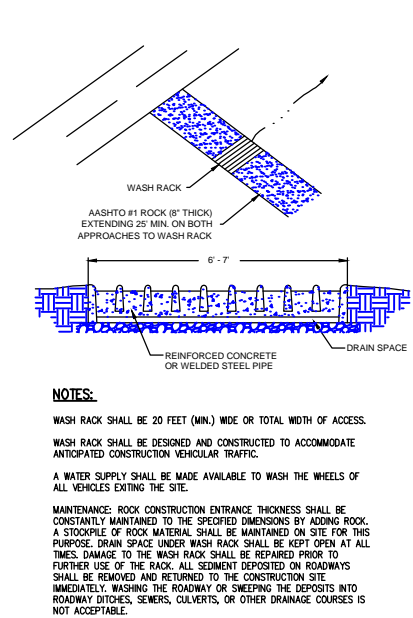 WASH RACK
AASHTO #1 ROCK (8" THICK)
EXTENDING 25' MIN. ON BOTH
APPROACHES TO WASH RACK
6' - 7'
DRAIN SPACE
REINFORCED CONCRETE
OR WELDED STEEL PIPE
NOTES:
WASH RACK SHALL BE 20 FEET (MIN.) WIDE OR TOTAL WIDTH OF ACCESS.
WASH RACK SHALL BE DESIGNED AND CONSTRUCTED TO ACCOMMODATE
ANTICIPATED CONSTRUCTION VEHICULAR TRAFFIC.
A WATER SUPPLY SHALL BE MADE AVAILABLE TO WASH THE WHEELS OF
ALL VEHICLES EXITING THE SITE.
MAINTENANCE: ROCK CONSTRUCTION ENTRANCE THICKNESS SHALL BE
CONSTANTLY MAINTAINED TO THE SPECIFIED DIMENSIONS BY ADDING ROCK.
A STOCKPILE OF ROCK MATERIAL SHALL BE MAINTAINED ON SITE FOR THIS
PURPOSE. DRAIN SPACE UNDER WASH RACK SHALL BE KEPT OPEN AT ALL
TIMES. DAMAGE TO THE WASH RACK SHALL BE REPAIRED PRIOR TO
FURTHER USE OF THE RACK. ALL SEDIMENT DEPOSITED ON ROADWAYS
SHALL BE REMOVED AND RETURNED TO THE CONSTRUCTION SITE
IMMEDIATELY. WASHING THE ROADWAY OR SWEEPING THE DEPOSITS INTO
ROADWAY DITCHES, SEWERS, CULVERTS, OR OTHER DRAINAGE COURSES IS
NOT ACCEPTABLE.